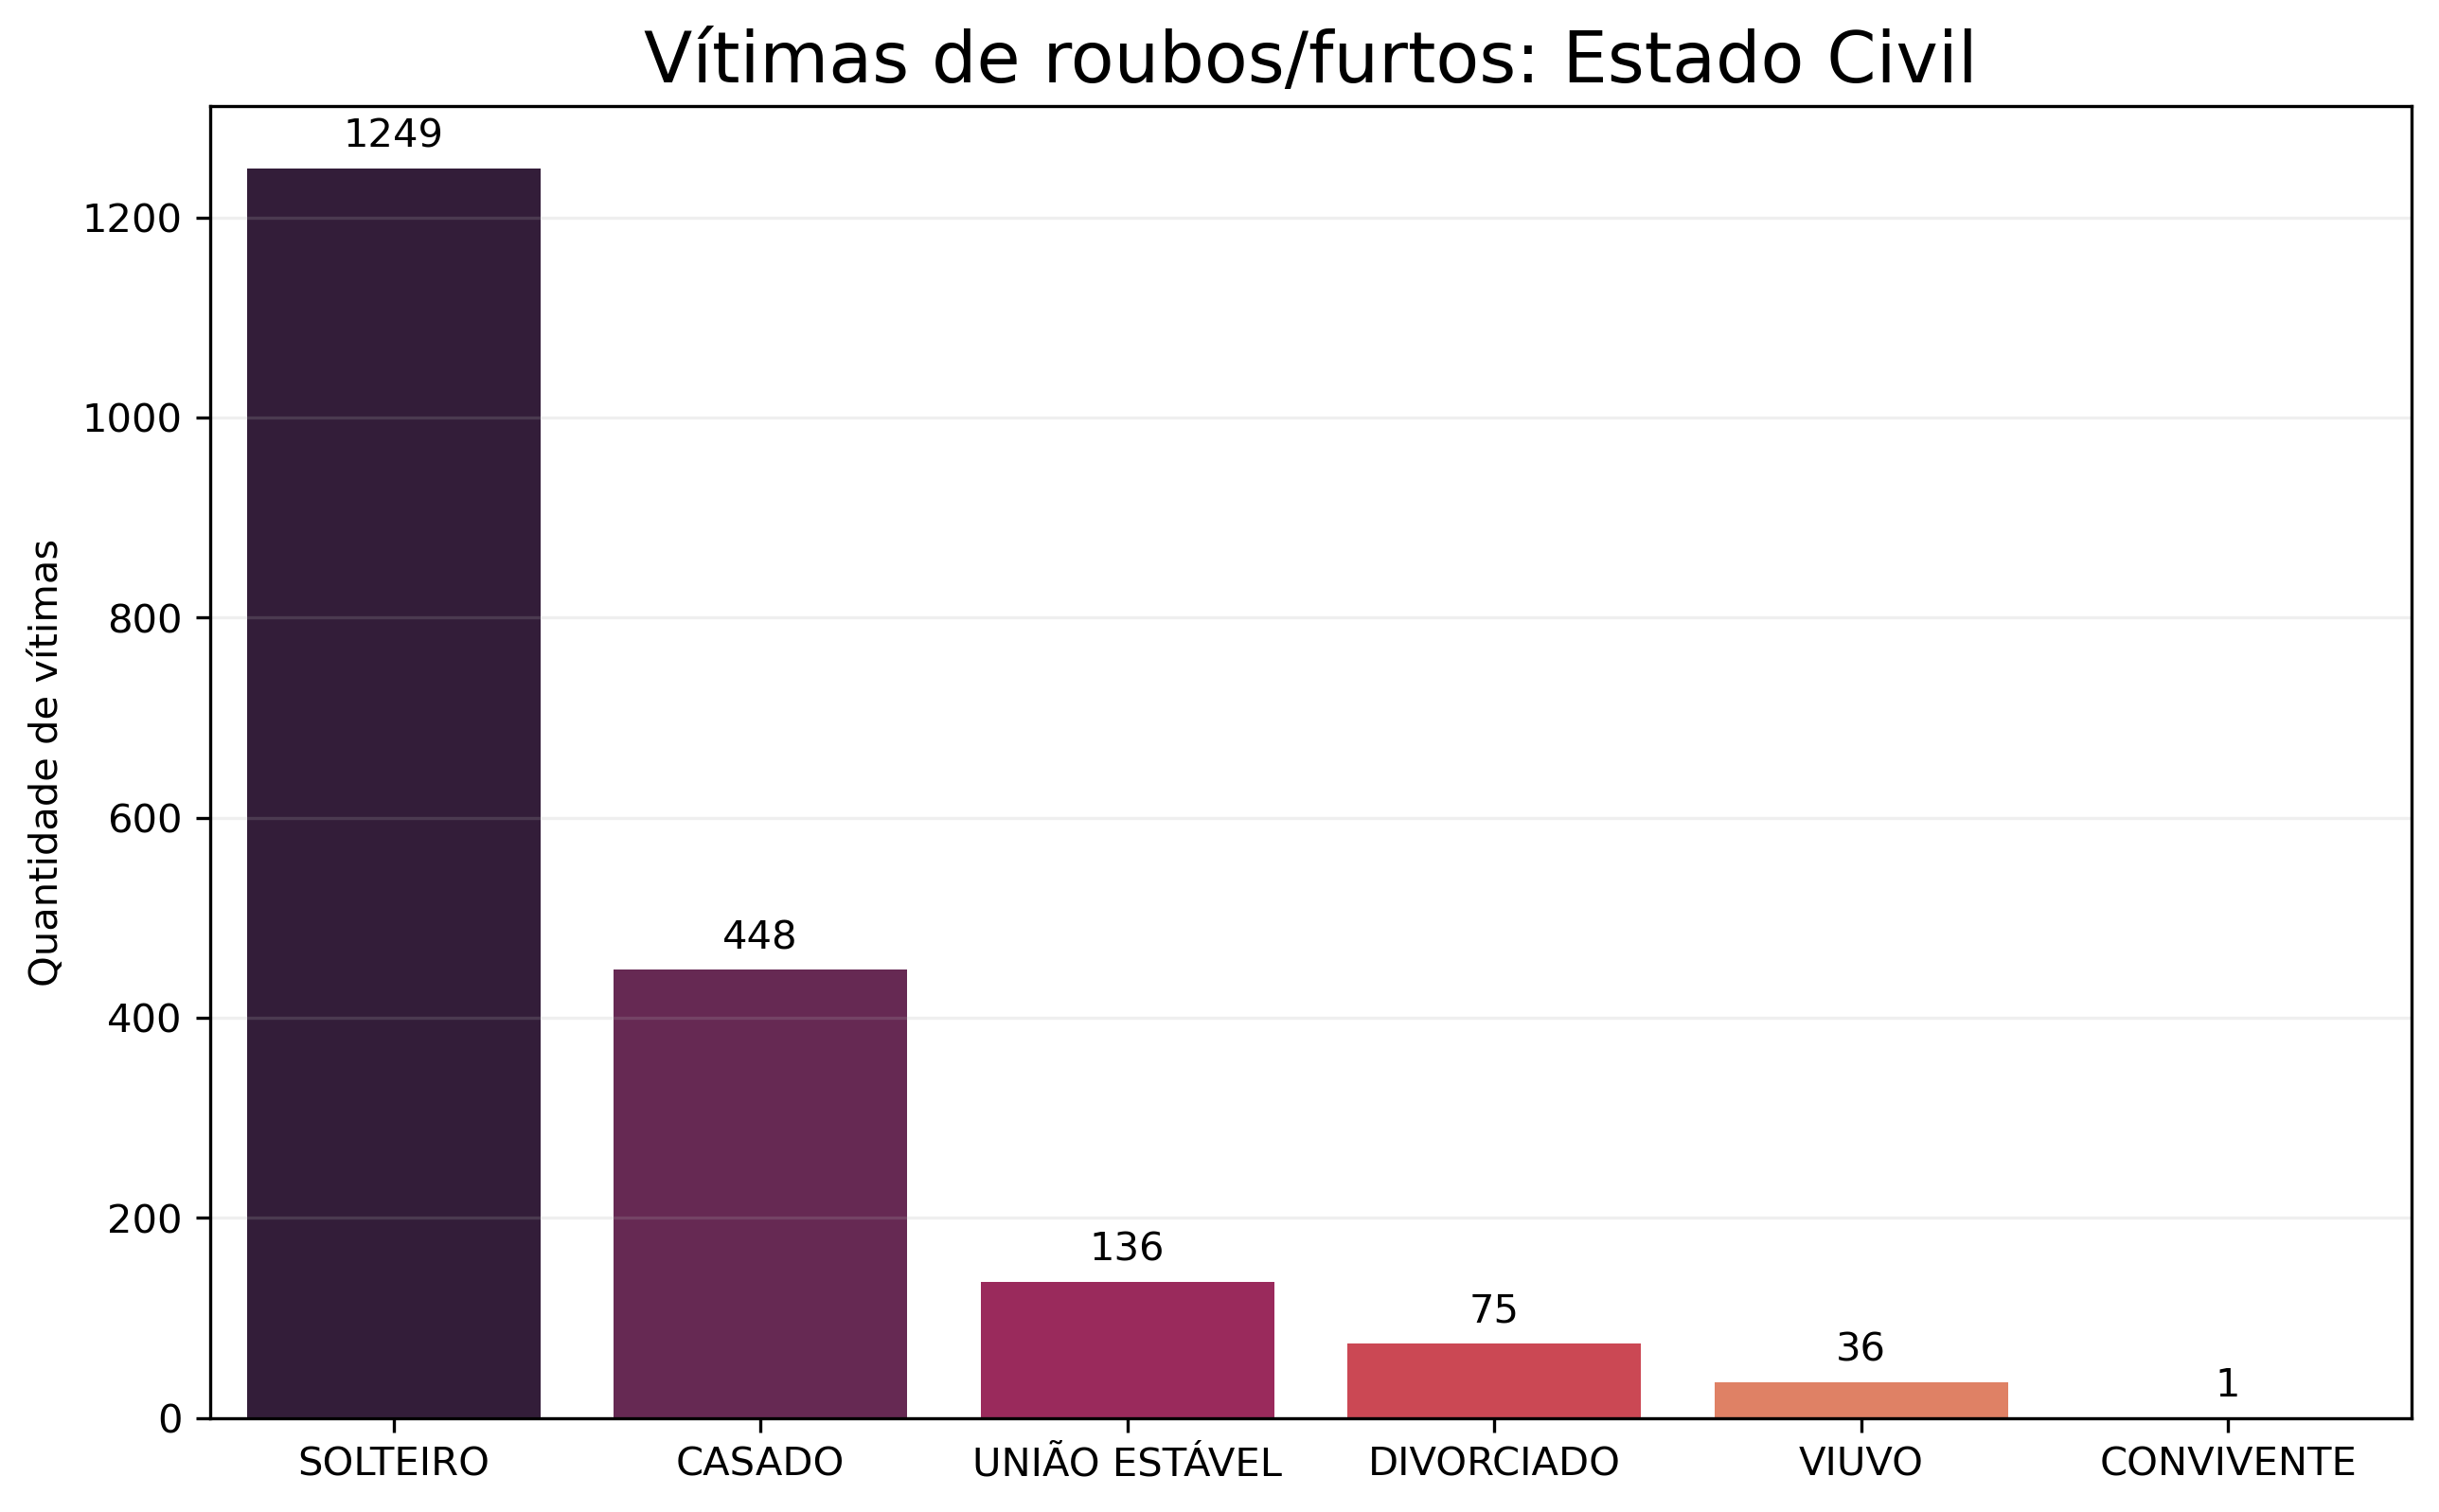 Vítimas de roubos/furtos: Estado Civil
Quantidade de vítimas
1200
1000
800
600
400
200
0
1249
448
136
75
36
1
SOLTEIRO
CASADO
UNIÃO ESTÁVEL
DIVORCIADO
VIUVO
CONVIVENTE